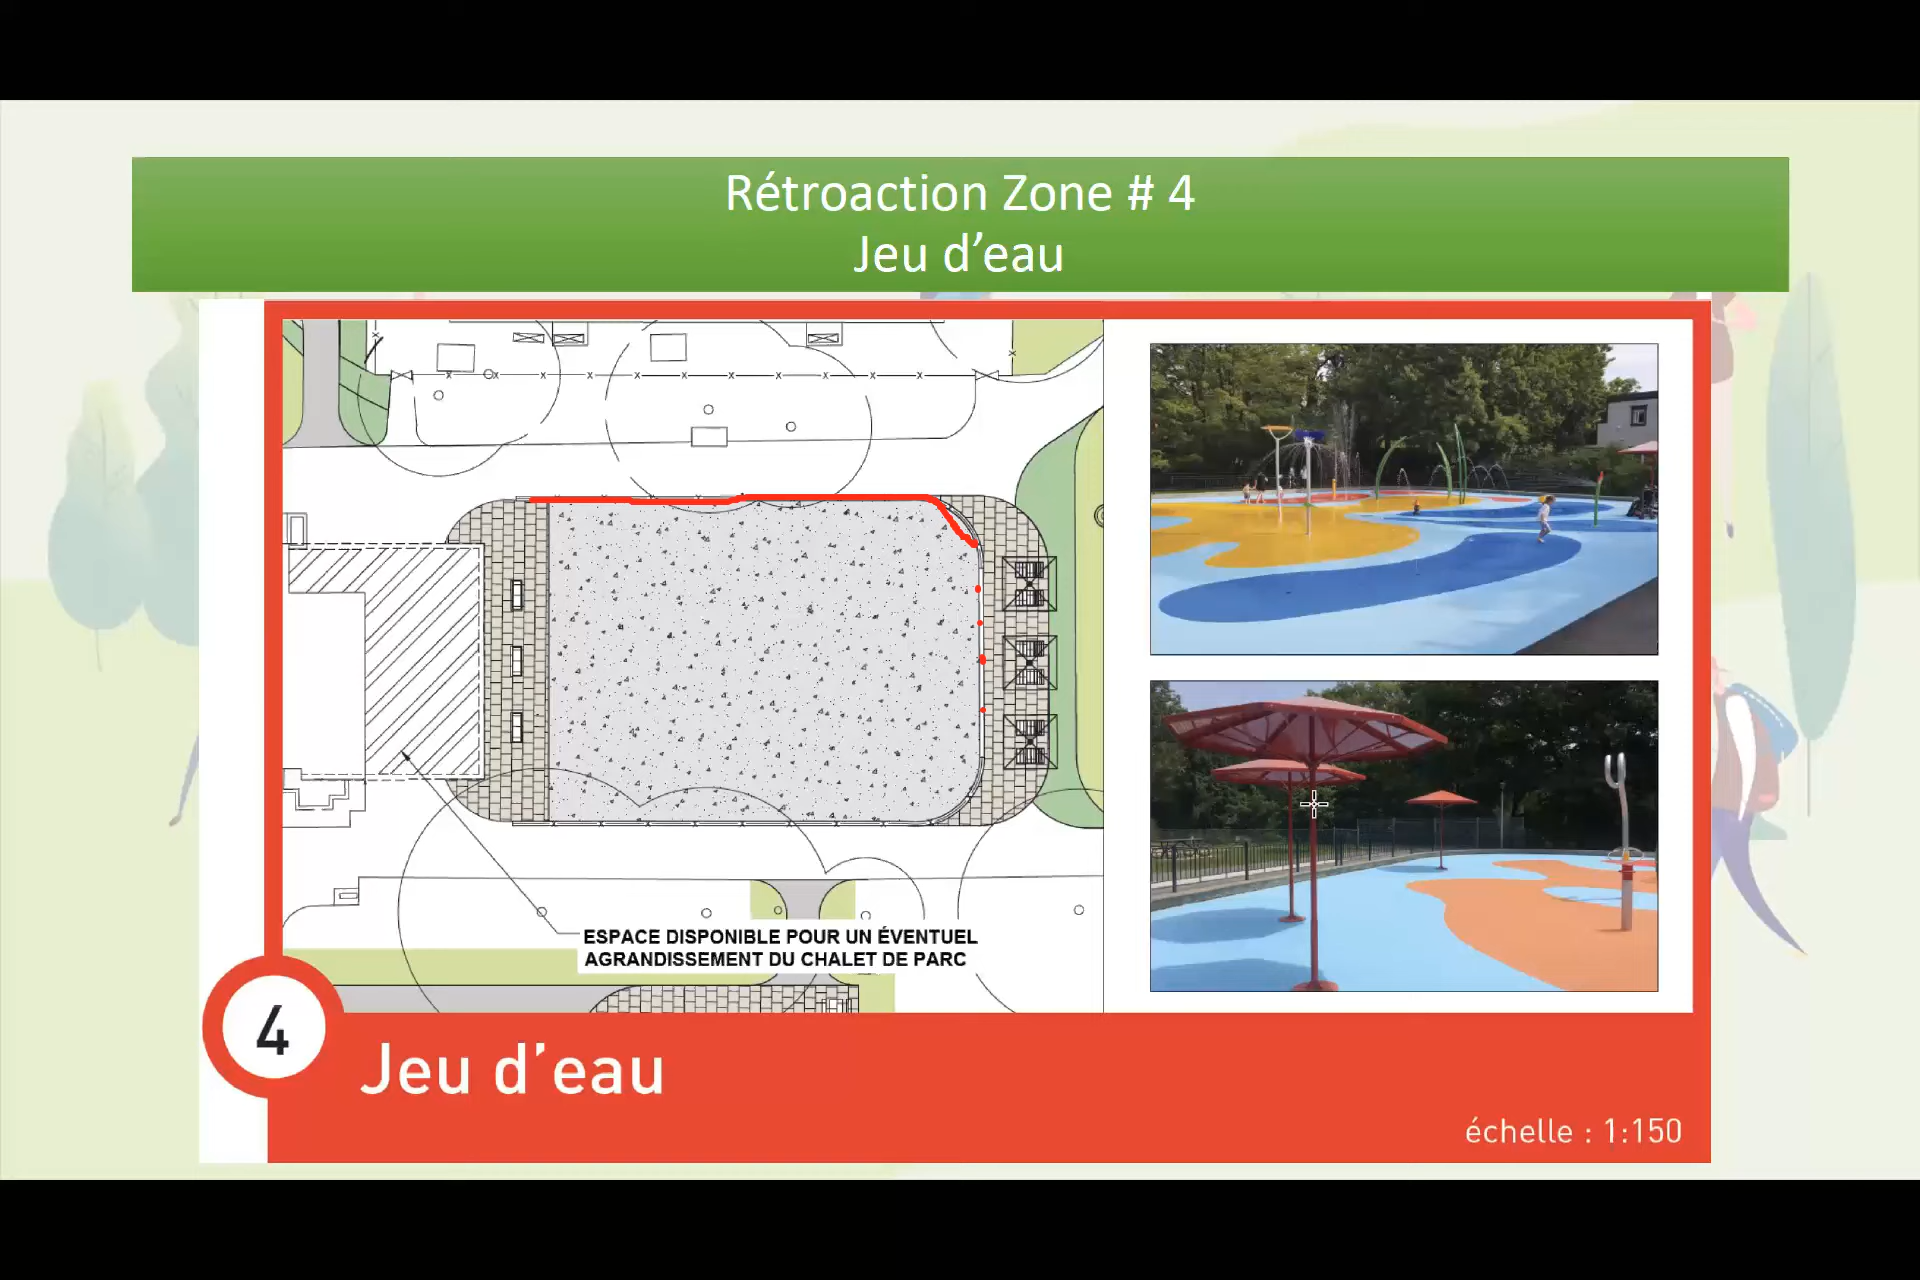 Rétroaction Zone # 4
Jeu d’eau
ESPACE DISPONIBLE POUR UN ÉVENTUEL
AGRANDISSEMENT DU CHALET DE PARC
4
Jeu d'eau
échelle : 1:150